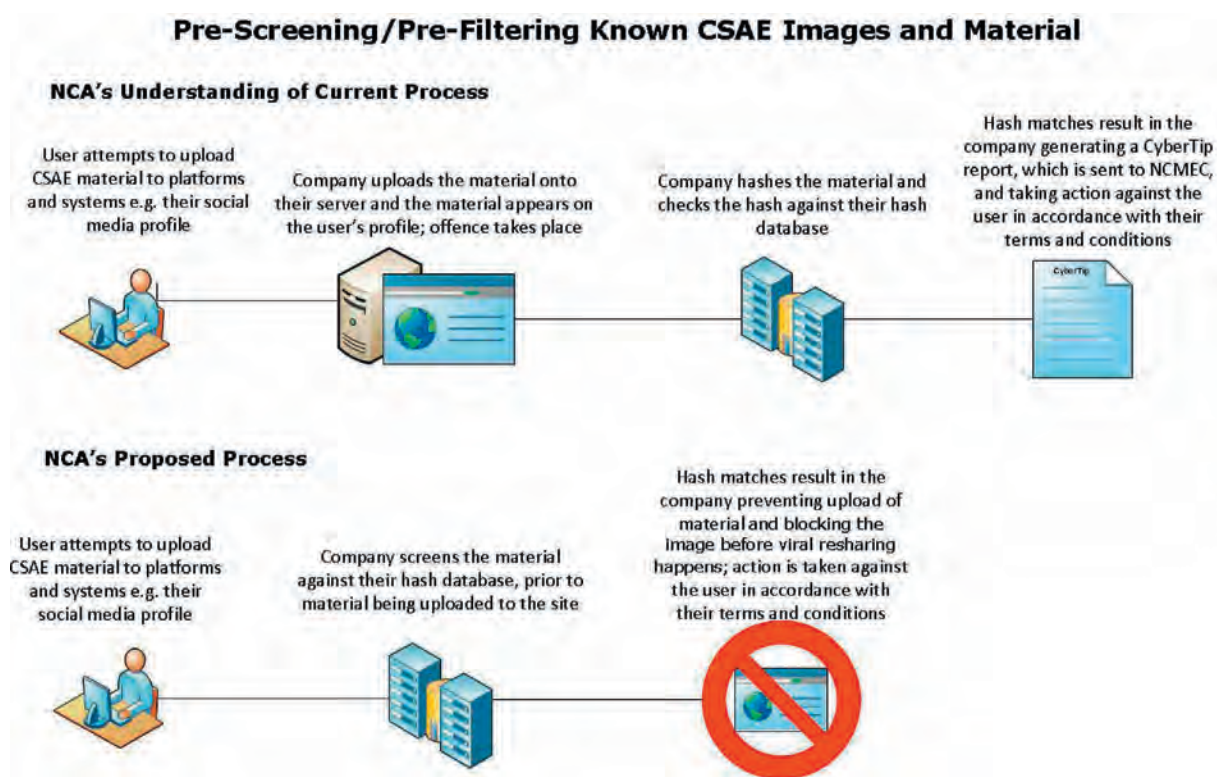 Pre-Screening/Pre-Filtering Known CSAE Images and Material
NCA's Understanding of Current Process
User attempts to upload
CSAE material to platforms
and systems e.g. their social
media profile
Company uploads the material onto
their server and the material appears on
the user's profile; offence takes place
Company hashes the material and
checks the hash against their hash
database
Hash matches result in the
company generating a CyberTip
report, which is sent to NCMEC,
and taking action against the
user in accordance with their
terms and conditions
CyberTip
NCA's Proposed Process
User attempts to upload
CSAE material to platforms
and systems e.g. their
social media profile
Company screens the material
against their hash database, prior to
material being uploaded to the site
Hash matches result in the
company preventing upload of
material and blocking the
image before viral resharing
happens; action is taken against
the user in accordance with
their terms and conditions